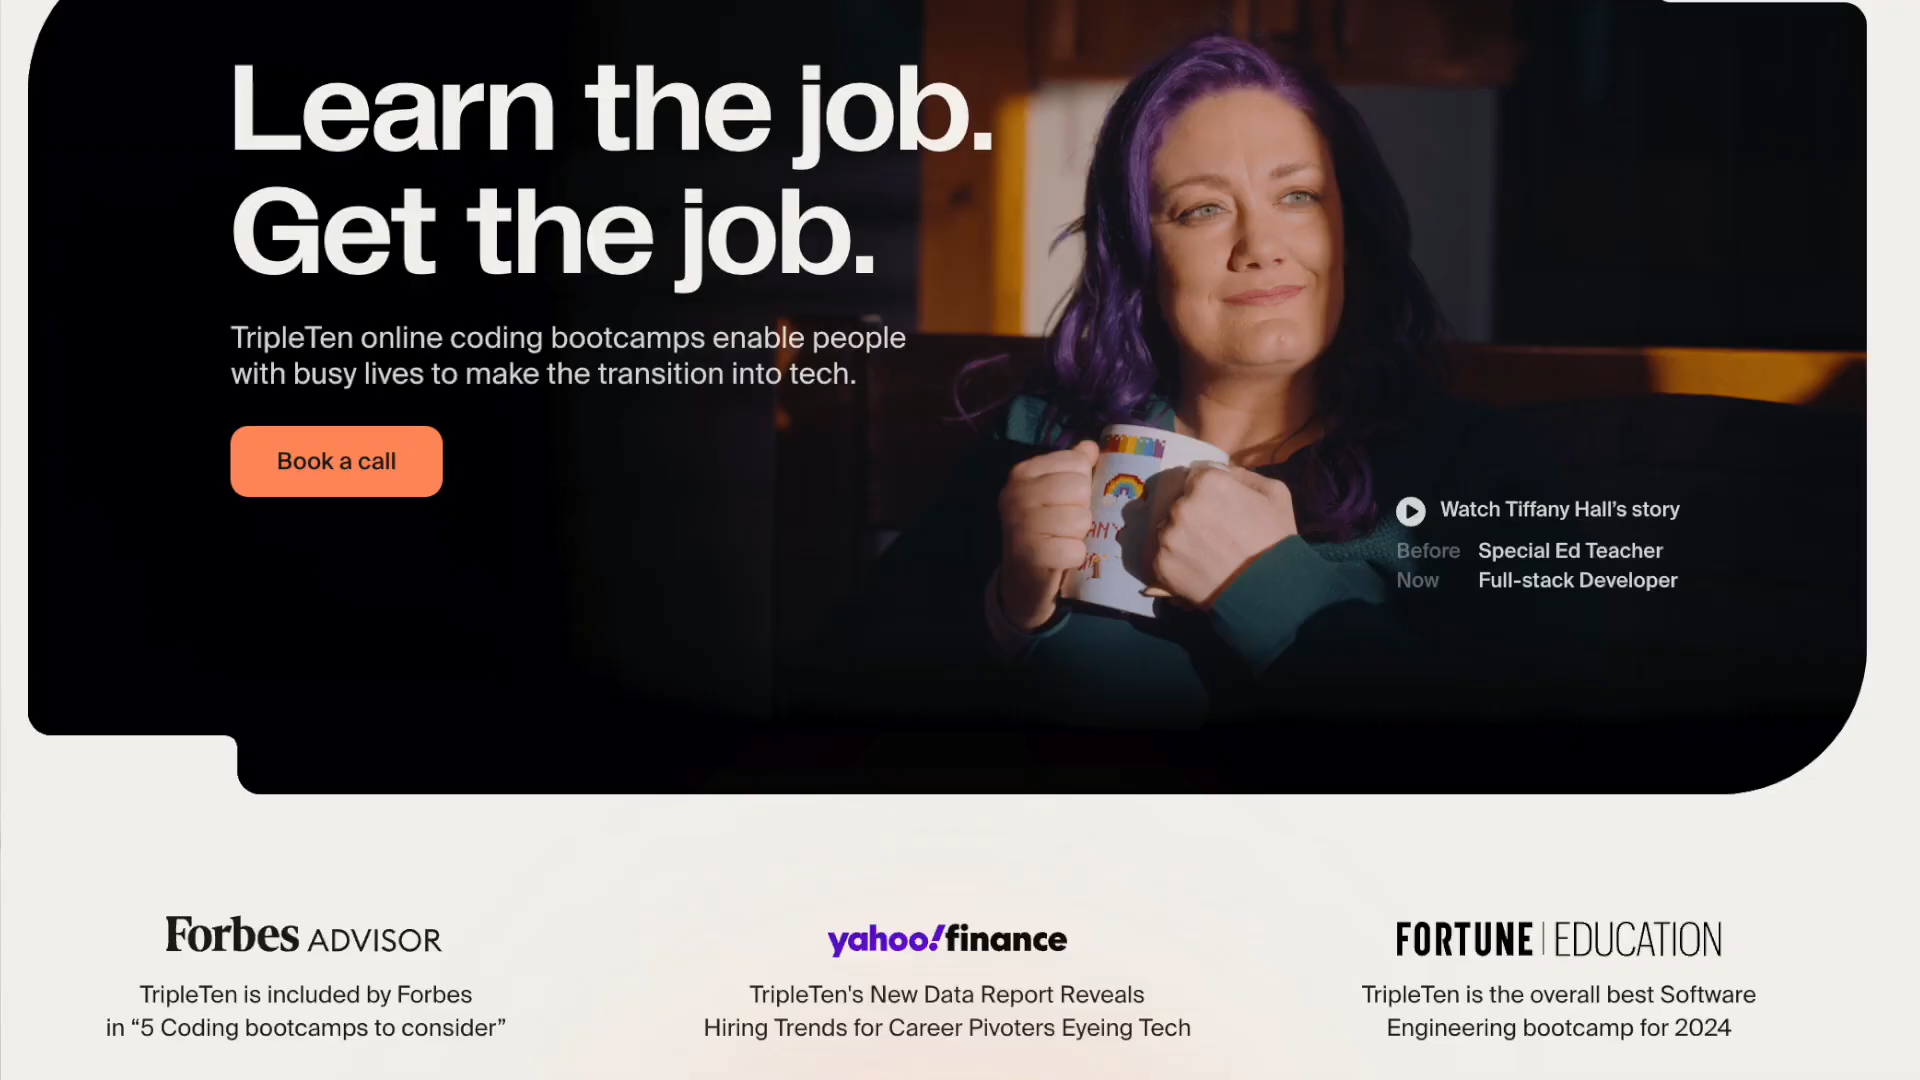 Learn the job.
Get the job.
TripleTen online coding bootcamps enable people
with busy lives to make the transition into tech.
Book a call
Watch Tiffany Hall's story
Before Special Ed Teacher
Now Full-stack Developer
Forbes ADVISOR
TripleTen is included by Forbes
in “5 Coding bootcamps to consider”
yahoo!finance
TripleTen's New Data Report Reveals
Hiring Trends for Career Pivoters Eyeing Tech
FORTUNE | EDUCATION
TripleTen is the overall best Software
Engineering bootcamp for 2024